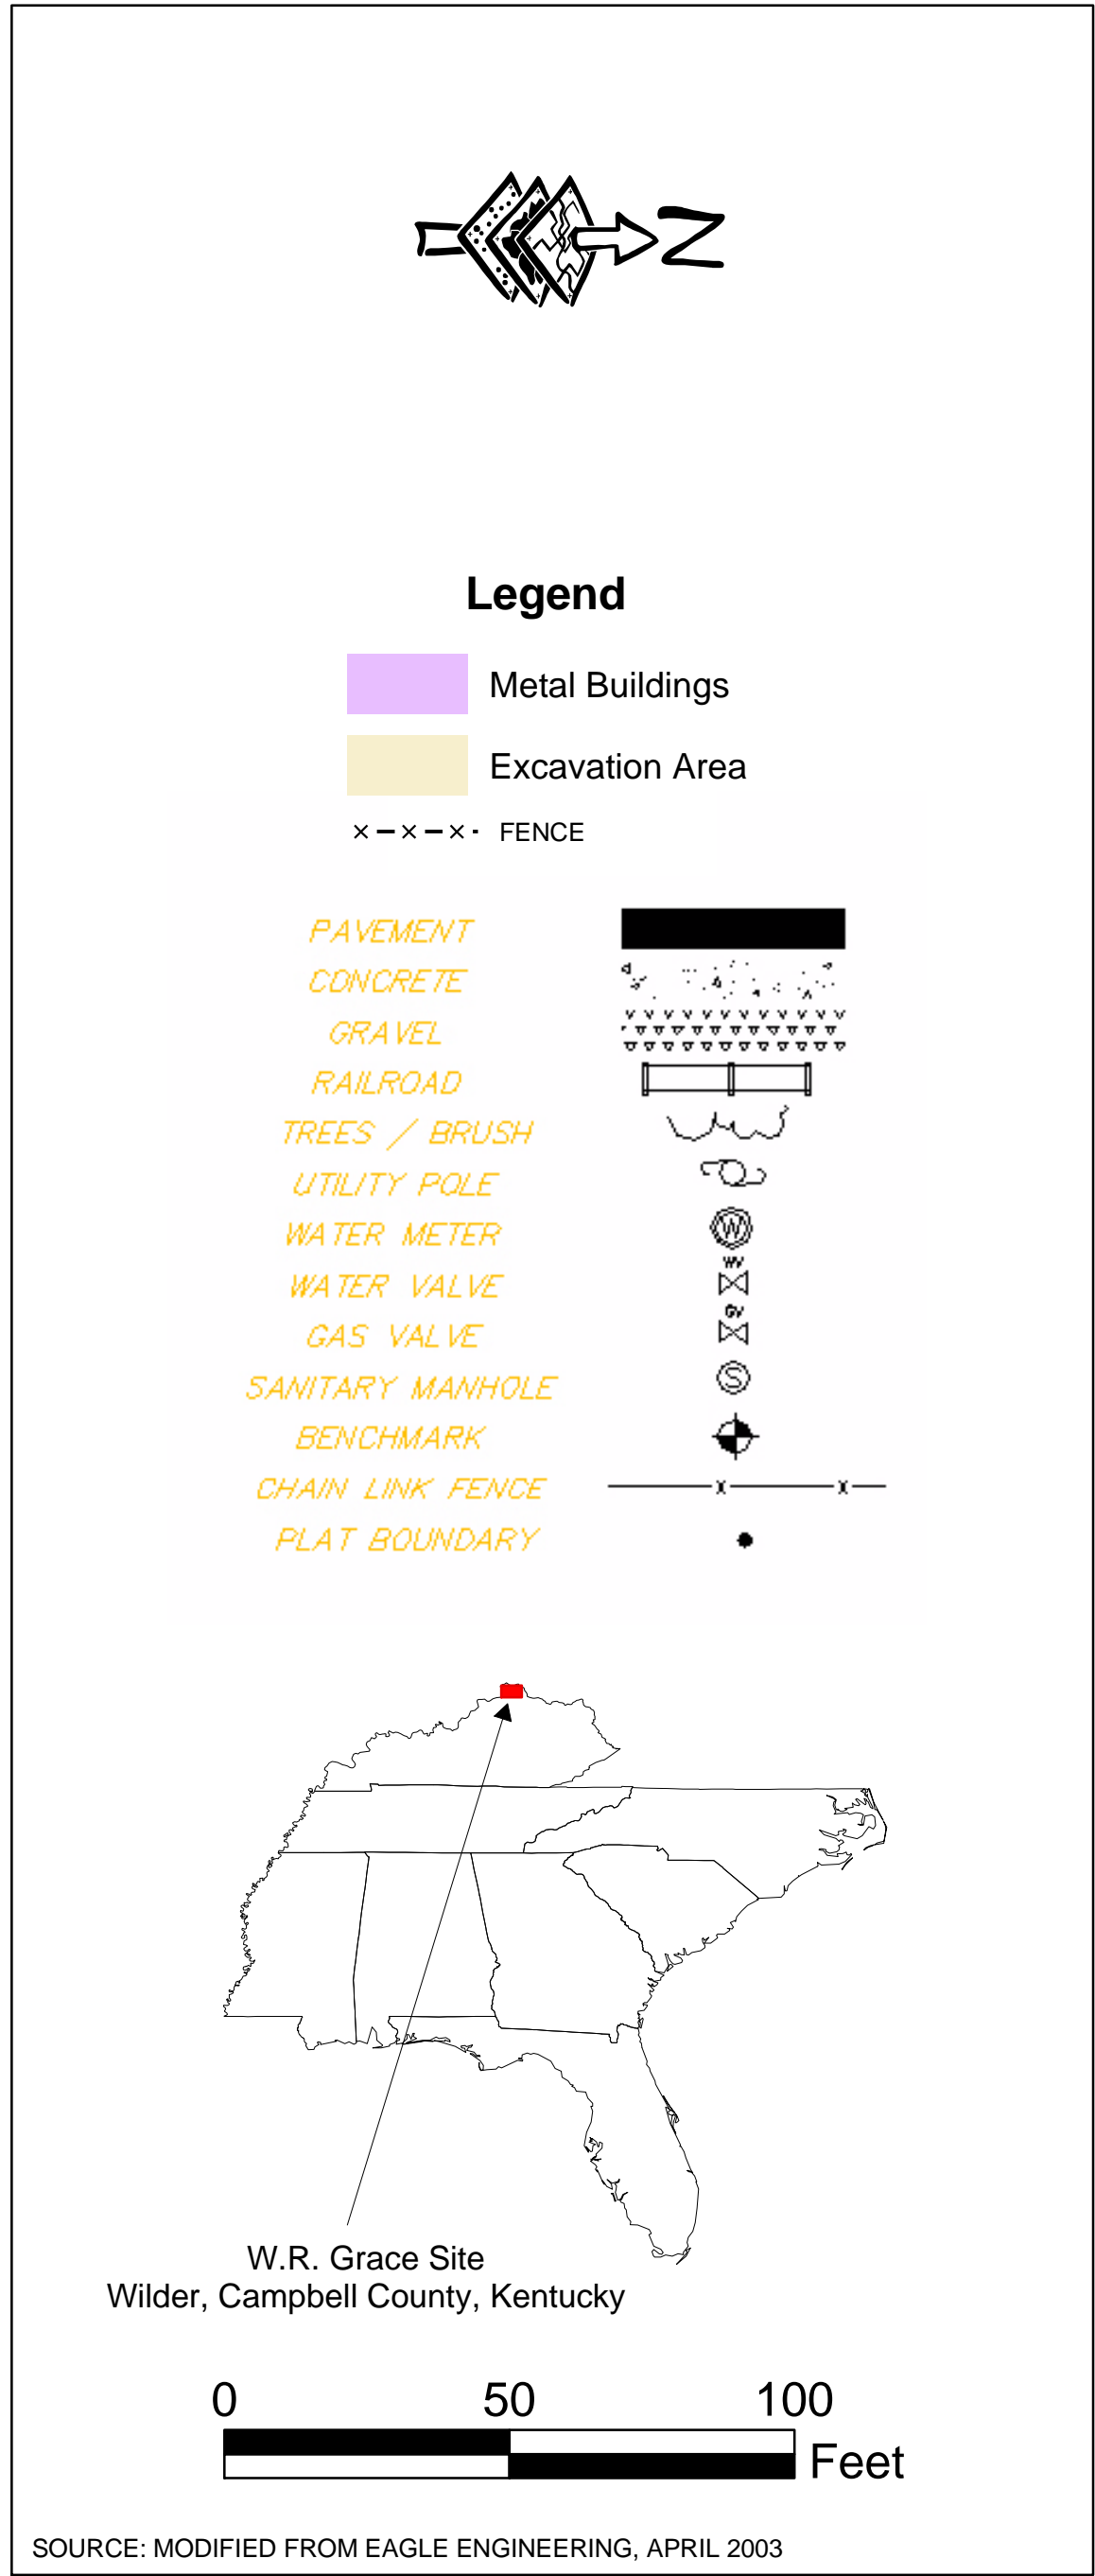 N
Legend
Metal Buildings
Excavation Area
FENCE
PAVEMENT
CONCRETE
GRAVEL
RAILROAD
TREES / BRUSH
UTILITY POLE
WATER METER
W
WATER VALVE
WV
GAS VALVE
GV
SANITARY MANHOLE
S
BENCHMARK
CHAIN LINK FENCE
PLAT BOUNDARY
W.R. Grace Site
Wilder, Campbell County, Kentucky
0 50 100
Feet
SOURCE: MODIFIED FROM EAGLE ENGINEERING, APRIL 2003